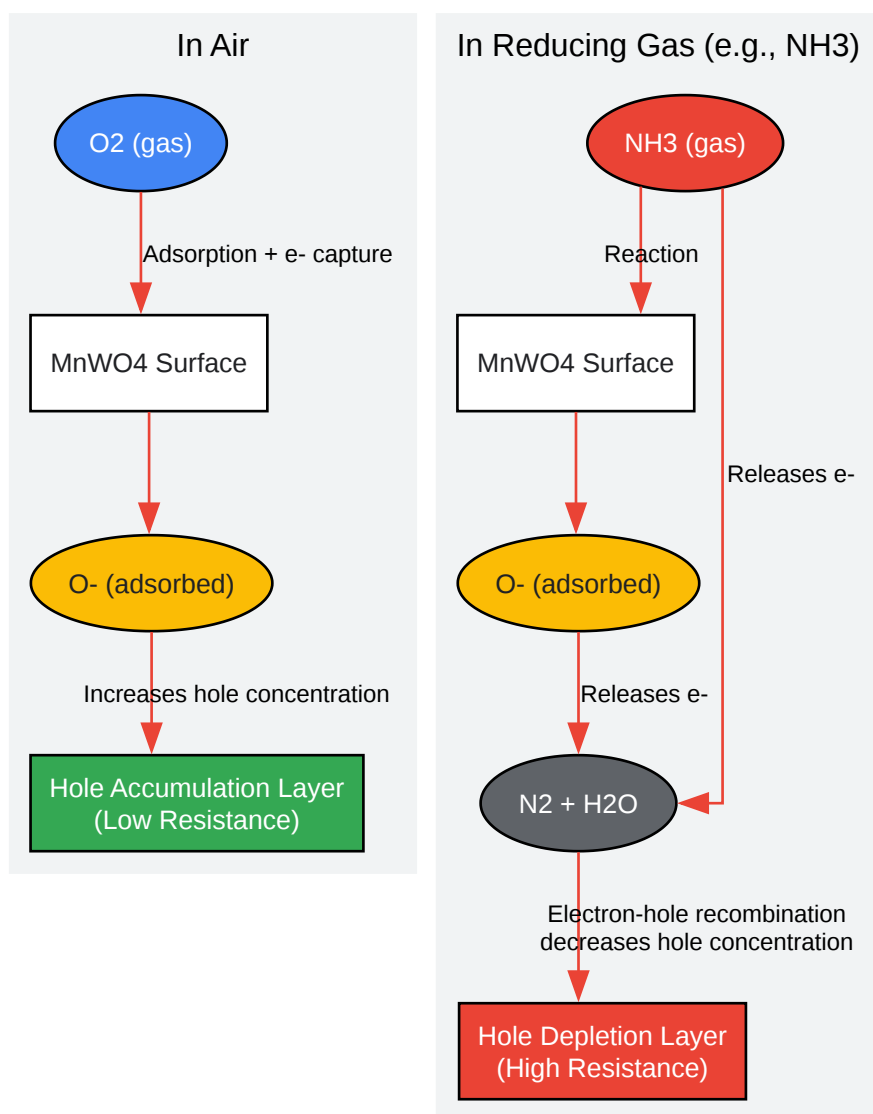 In Air
O2 (gas)
Adsorption + e- capture
MnWO4 Surface
O- (adsorbed)
Increases hole concentration
Hole Accumulation Layer
(Low Resistance)
In Reducing Gas (e.g., NH3)
NH3 (gas)
Reaction
MnWO4 Surface
Releases e-
O- (adsorbed)
Releases e-
N2 + H2O
Electron-hole recombination
decreases hole concentration
Hole Depletion Layer
(High Resistance)